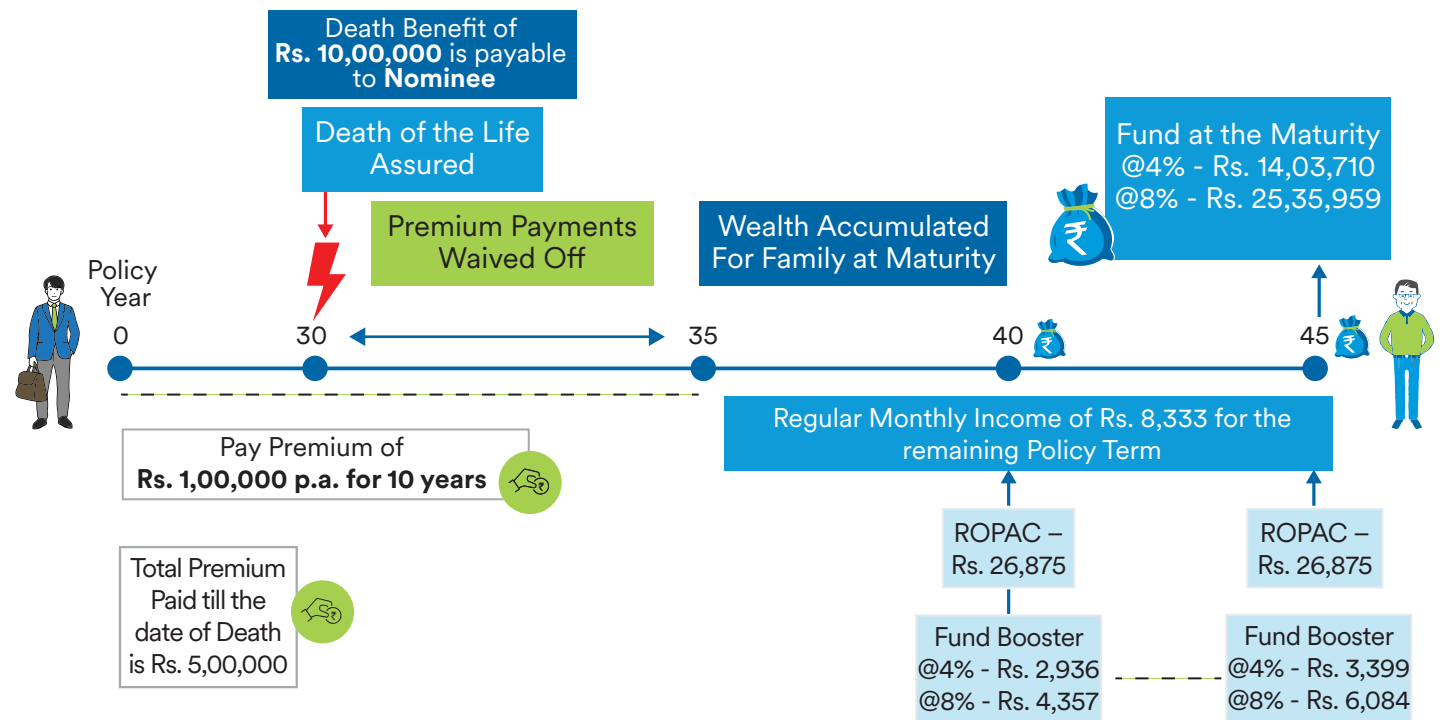 Death Benefit of
Rs. 10,00,000 is payable
to Nominee
Death of the Life
Assured
Premium Payments
Waived Off
Wealth Accumulated
For Family at Maturity
Fund at the Maturity
@4% - Rs. 14,03,710
@8% - Rs. 25,35,959
₹
Policy
Year
0
30
35
40
₹
45
₹
Pay Premium of
Rs. 1,00,000 p.a. for 10 years
₹
Total Premium
Paid till the
date of Death
is Rs. 5,00,000
₹
Regular Monthly Income of Rs. 8,333 for the
remaining Policy Term
ROPAC –
Rs. 26,875
Fund Booster
@4% - Rs. 2,936
@8% - Rs. 4,357
ROPAC –
Rs. 26,875
Fund Booster
@4% - Rs. 3,399
@8% - Rs. 6,084